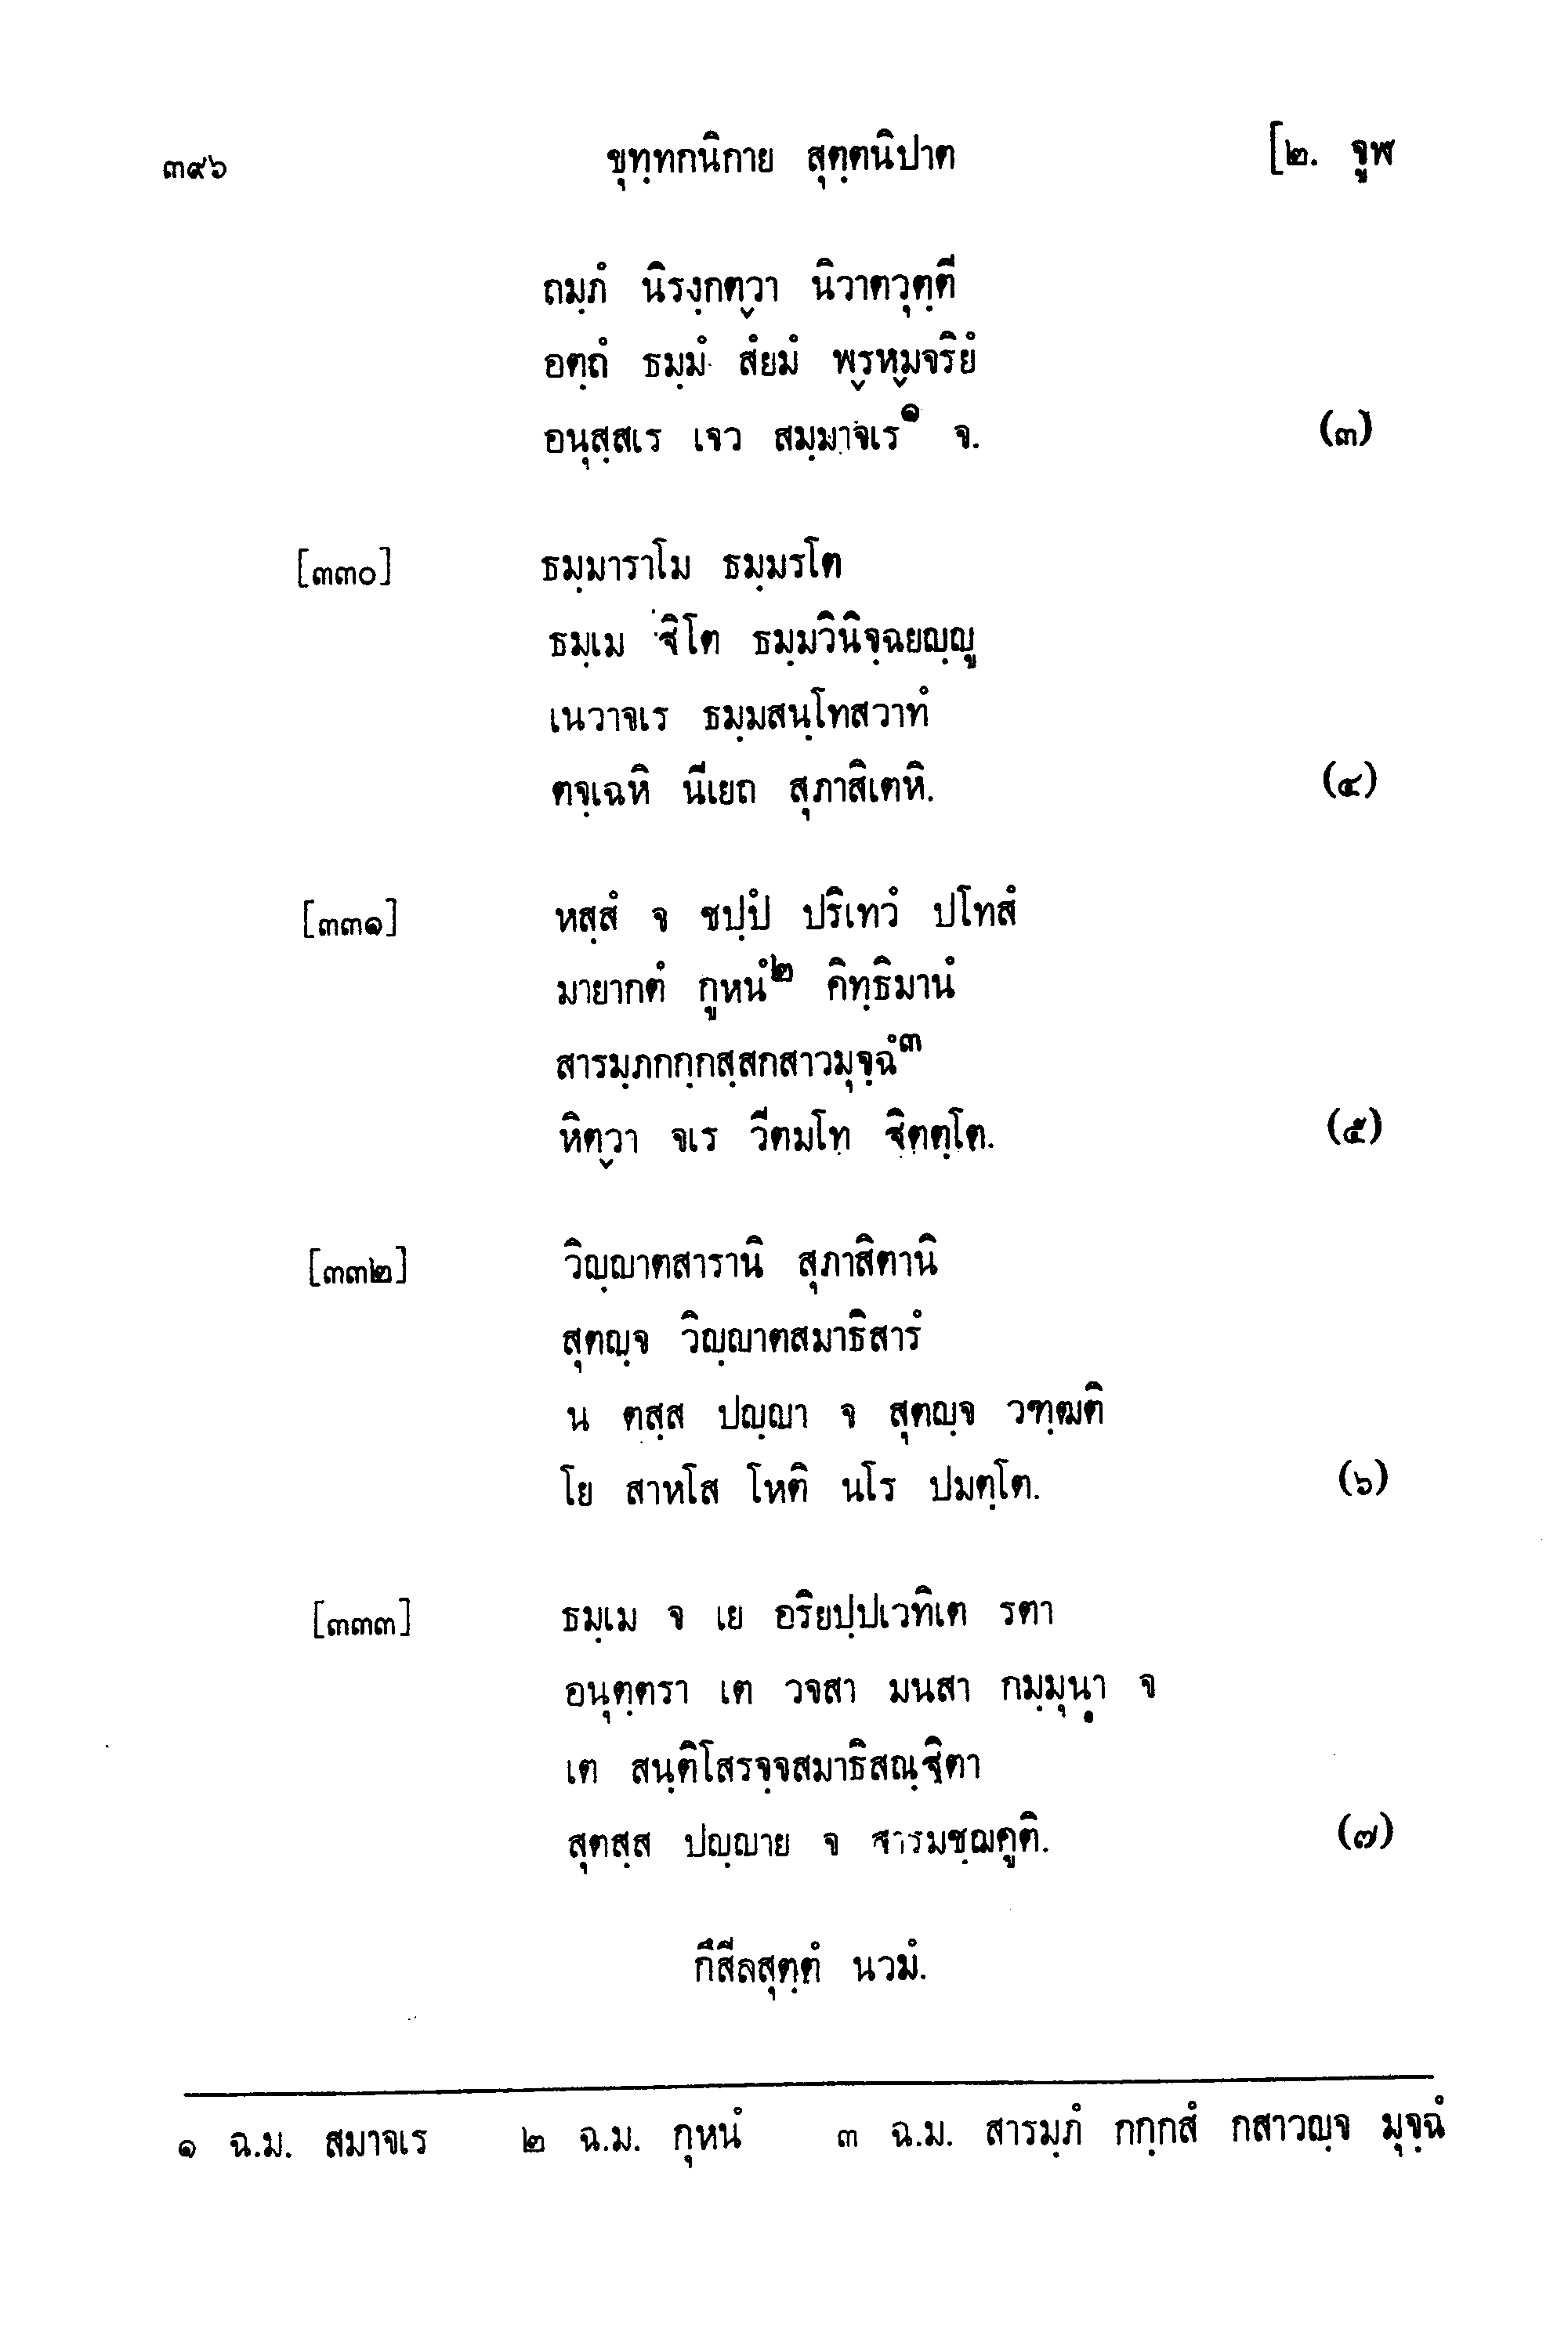 ๓๙๖ ขุทฺทกนิกาย สุตฺตนิปาต [๒. จูฬ
ถมฺภํ นิรงฺกตฺวา นิวาตวุตฺตี
อตฺถํ ธมฺมํ สํยมํ พฺรหฺมจริยํ
อนุสฺสเร เจว สมฺมาจเร๑ จ. (๓)
[๓๓๐] ธมฺมาราโม ธมฺมรโต
ธมฺเม ฐิโต ธมฺมวินิจฺฉยญฺญู
เนวาจเร ธมฺมสนฺโทสวาทํ
ตจฺเฉหิ นีเยถ สุภาสิเตหิ. (๔)
[๓๓๑] หสฺสํ จ ชปฺปํ ปริเทวํ ปโทสํ
มายากตํ กูหนํ๒ คิทฺธิมานํ
สารมฺภกกฺกสฺสกสาวมุจฺฉํ๓
หิตฺวา จเร วีตมโท ฐิตตฺโต. (๕)
[๓๓๒] วิญฺญาตสารานิ สุภาสิตานิ
สุตญฺจ วิญฺญาตสมาธิสารํ
น ตสฺส ปญฺญา จ สุตญฺจ วฑฺฒติ
โย สาหโส โหติ นโร ปมตฺโต. (๖)
[๓๓๓] ธมฺเม จ เย อริยปฺปเวทิเต รตา
อนุตฺตรา เต วจสา มนสา กมฺมุนา จ
เต สนฺติโสรจฺจสมาธิสณฺฐิตา
สุตสฺส ปญฺญาย จ สารมชฺฌคูติ. (๗)
กึสีลสุตฺตํ นวมํ.
๑ ฉ.ม. สมาจเร ๒ ฉ.ม. กุหนํ ๓ ฉ.ม. สารมฺภํ กกฺกสํ กสาวญฺจ มุจฺฉํ